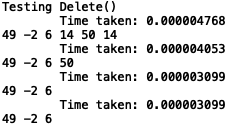 Testing Delete()
Time taken: 0.000004768
49 -2 6 14 50 14
Time taken: 0.000004053
49 -2 6 50
Time taken: 0.000003099
49 -2 6
Time taken: 0.000003099
49 -2 6